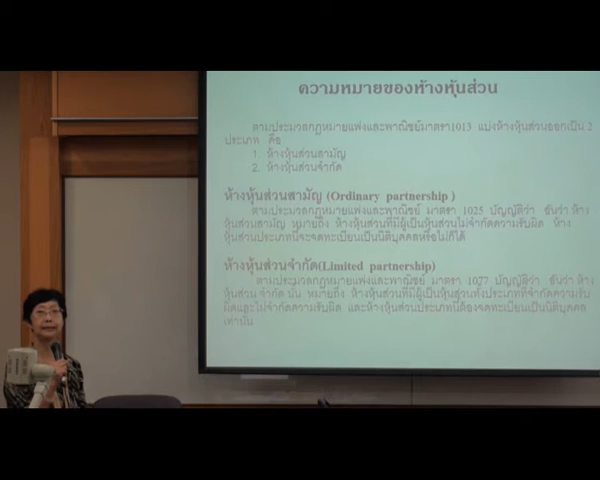 ความหมายของห้างหุ้นส่วน
ตามประมวลกฎหมายแพ่งและพาณิชย์มาตรา1013 แบ่งห้างหุ้นส่วนออกเป็น 2
ประเภท คือ
1. ห้างหุ้นส่วนสามัญ
2. ห้างหุ้นส่วนจำกัด
ห้างหุ้นส่วนสามัญ (Ordinary partnership )
ตามประมวลกฎหมายแพ่งและพาณิชย์ มาตรา 1025 บัญญัติว่า อันว่า ห้าง
หุ้นส่วนสามัญ หมายถึง ห้างหุ้นส่วนที่มีผู้เป็นหุ้นส่วนไม่จำกัดความรับผิด ห้าง
หุ้นส่วนประเภทนี้จะจดทะเบียนเป็นนิติบุคคลหรือไม่ก็ได้
ห้างหุ้นส่วนจำกัด(Limited partnership)
ตามประมวลกฎหมายแพ่งและพาณิชย์ มาตรา 1077 บัญญัติว่า อันว่า ห้าง
หุ้นส่วน จำกัด นั้น หมายถึง ห้างหุ้นส่วนที่มีผู้เป็นหุ้นส่วนทั้งประเภทที่จำกัดความรับ
ผิดและไม่จำกัดความรับผิด และห้างหุ้นส่วนประเภทนี้ต้องจดทะเบียนเป็นนิติบุคคล
เท่านั้น